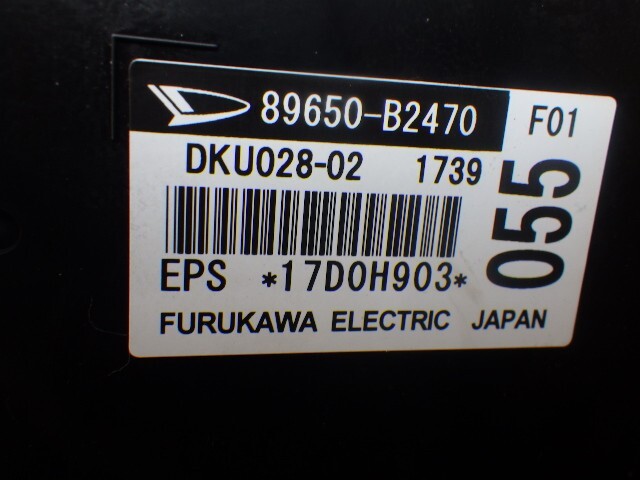 89650-B2470 F01
DKU028-02 1739
055
EPS *17D0H903*
FURUKAWA ELECTRIC JAPAN